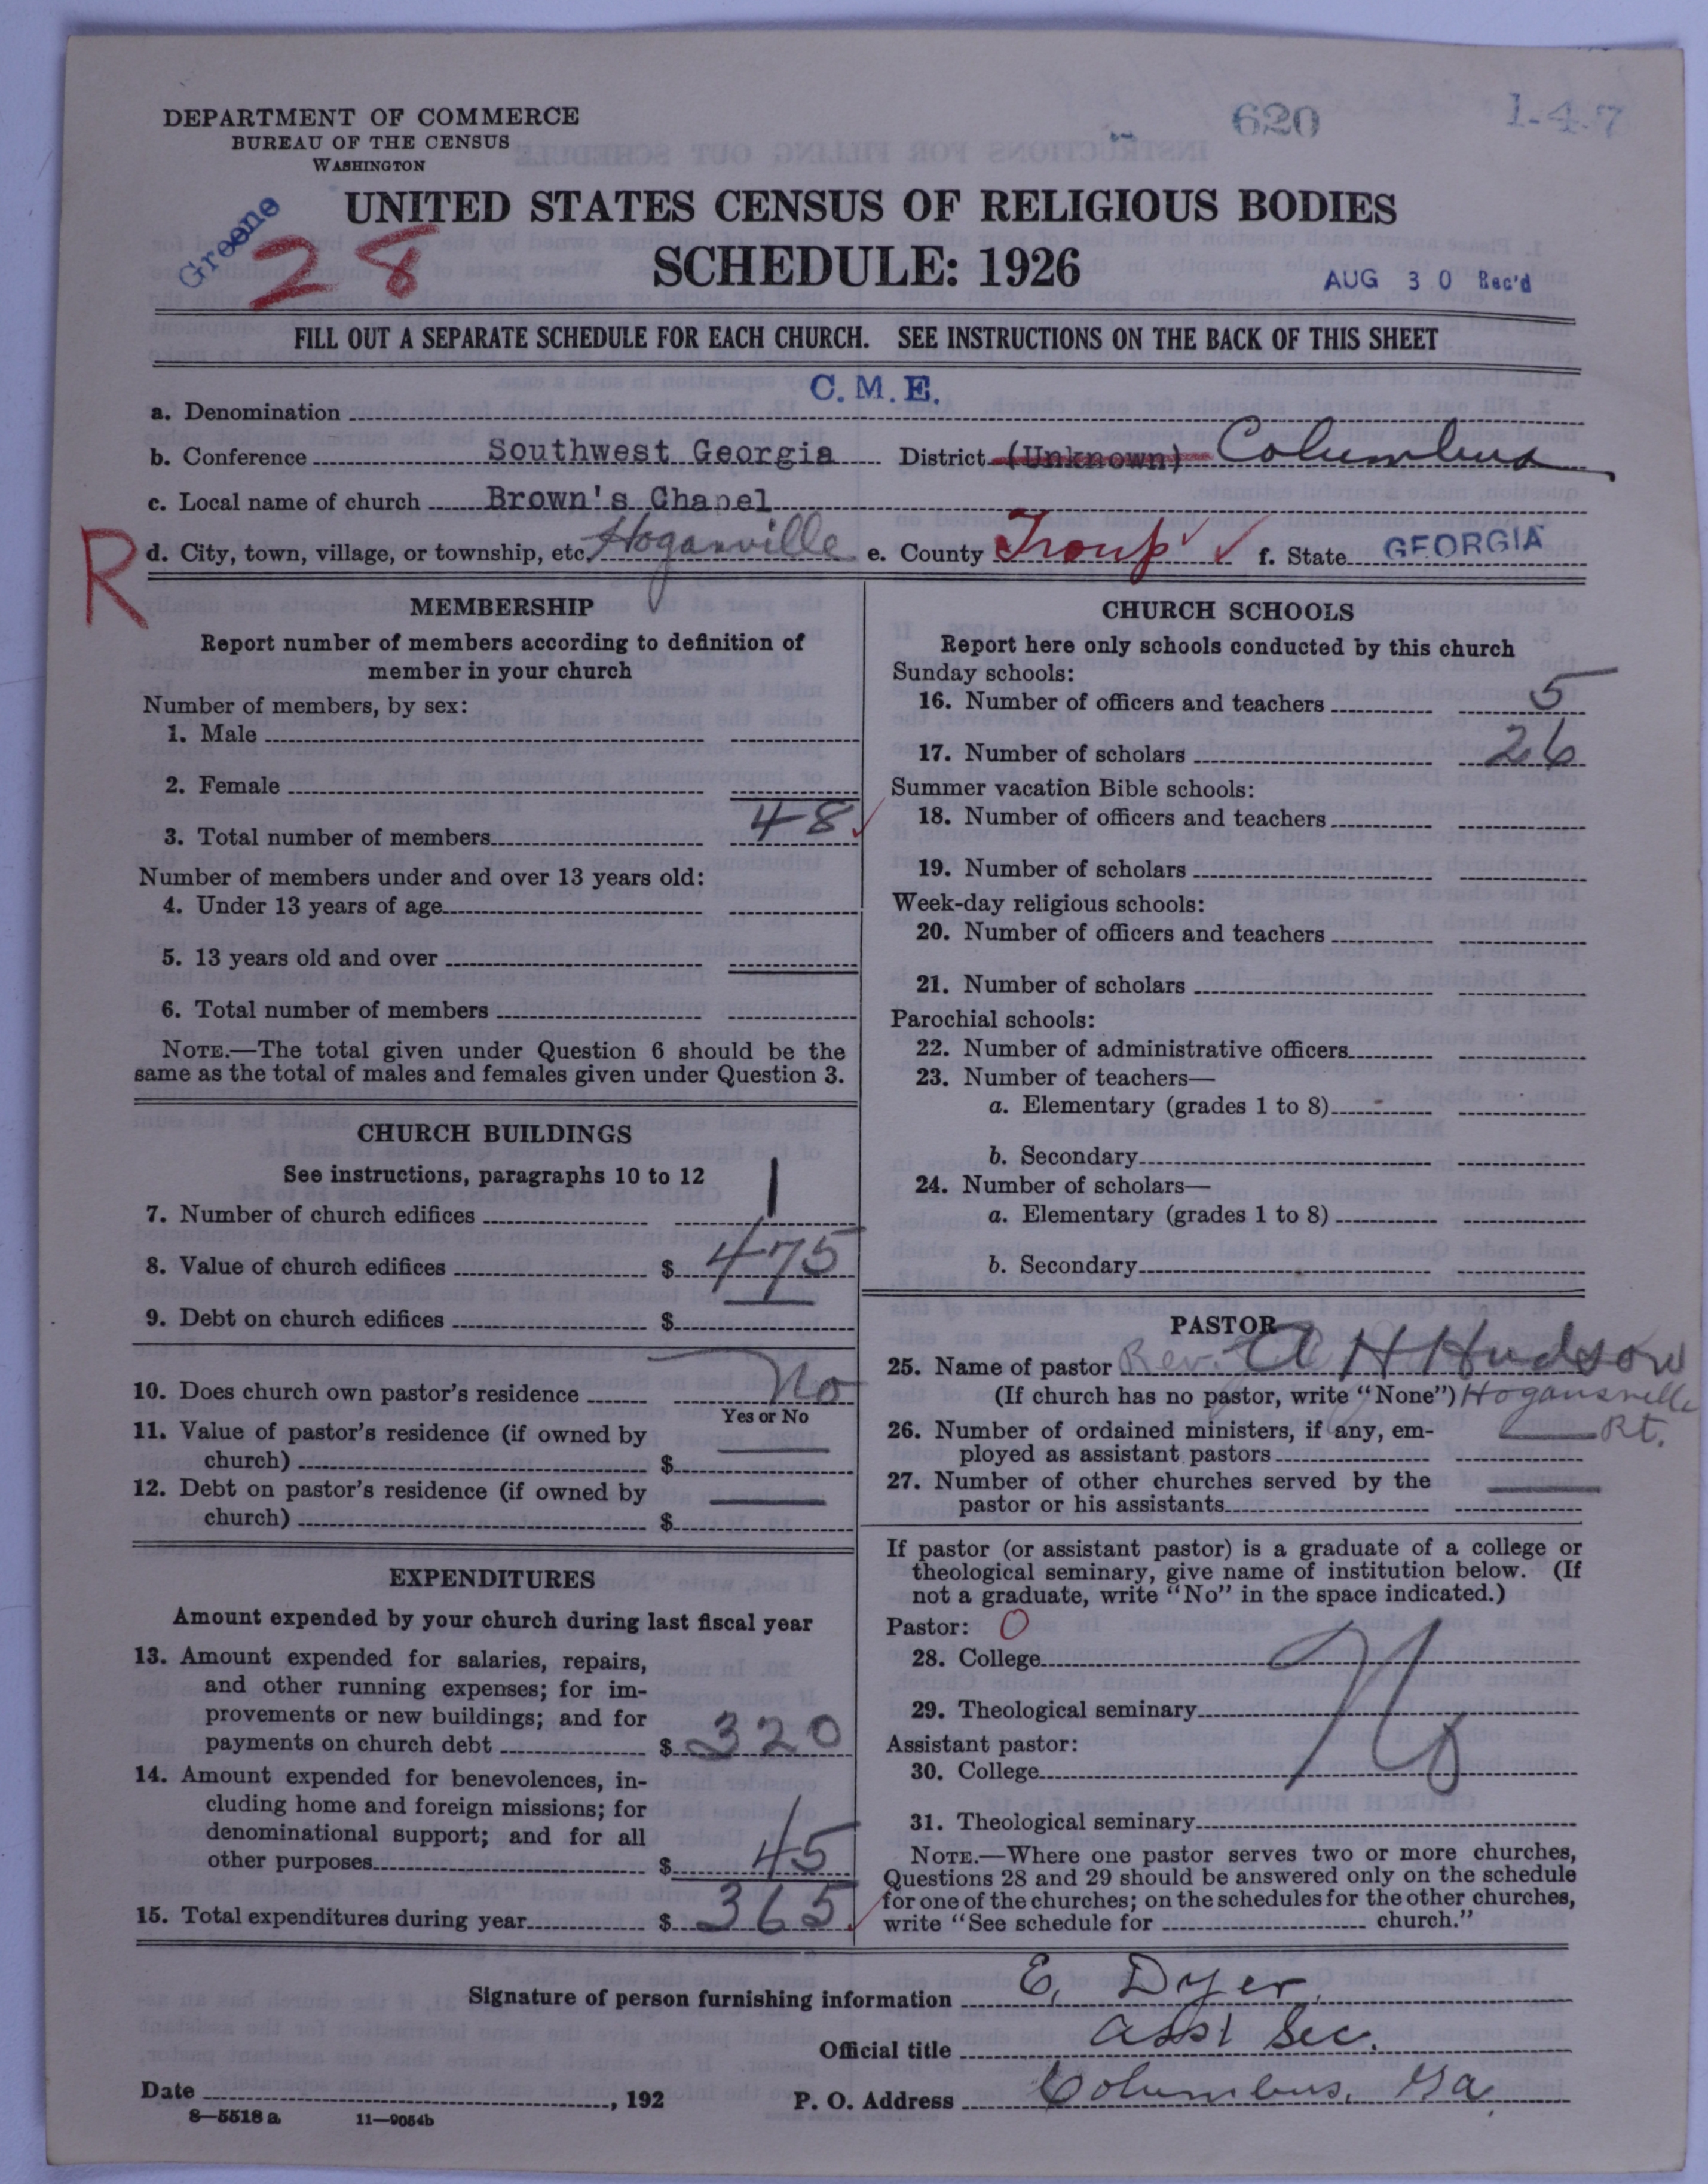 DEPARTMENT OF COMMERCE
BUREAU OF THE CENSUS
WASHINGTON
620
1-4-7
UNITED STATES CENSUS OF RELIGIOUS BODIES
SCHEDULE: 1926
Greene
28
AUG 30 Rec'd
FILL OUT A SEPARATE SCHEDULE FOR EACH CHURCH. SEE INSTRUCTIONS ON THE BACK OF THIS SHEET
a. Denomination C. M. E.
b. Conference Southwest Georgia District (Unknown) Columbus
c. Local name of church Brown's Chapel
R
d. City, town, village, or township, etc. Hoganville e. County Troup ✓ f. State GEORGIA
MEMBERSHIP
Report number of members according to definition of
member in your church
Number of members, by sex:
1. Male
2. Female
3. Total number of members 48 ✓
Number of members under and over 13 years old:
4. Under 13 years of age
5. 13 years old and over
6. Total number of members
NOTE.—The total given under Question 6 should be the
same as the total of males and females given under Question 3.
CHURCH BUILDINGS
See instructions, paragraphs 10 to 12
7. Number of church edifices 1
8. Value of church edifices $ 475
9. Debt on church edifices $ —
10. Does church own pastor's residence No
Yes or No
11. Value of pastor's residence (if owned by
church) $ —
12. Debt on pastor's residence (if owned by
church) $ —
EXPENDITURES
Amount expended by your church during last fiscal year
13. Amount expended for salaries, repairs,
and other running expenses; for im-
provements or new buildings; and for
payments on church debt $ 320
14. Amount expended for benevolences, in-
cluding home and foreign missions; for
denominational support; and for all
other purposes $ 45
15. Total expenditures during year $ 365 ✓
CHURCH SCHOOLS
Report here only schools conducted by this church
Sunday schools:
16. Number of officers and teachers 5
17. Number of scholars 26
Summer vacation Bible schools:
18. Number of officers and teachers
19. Number of scholars
Week-day religious schools:
20. Number of officers and teachers
21. Number of scholars
Parochial schools:
22. Number of administrative officers
23. Number of teachers—
a. Elementary (grades 1 to 8)
b. Secondary
24. Number of scholars—
a. Elementary (grades 1 to 8)
b. Secondary
PASTOR
25. Name of pastor Rev. A H Hudson
(If church has no pastor, write "None") Hogansville
Rt.
26. Number of ordained ministers, if any, em-
ployed as assistant pastors —
27. Number of other churches served by the
pastor or his assistants —
If pastor (or assistant pastor) is a graduate of a college or
theological seminary, give name of institution below. (If
not a graduate, write "No" in the space indicated.)
Pastor: O
28. College
29. Theological seminary No
Assistant pastor:
30. College
31. Theological seminary
NOTE.—Where one pastor serves two or more churches,
Questions 28 and 29 should be answered only on the schedule
for one of the churches; on the schedules for the other churches,
write "See schedule for church."
Signature of person furnishing information E. Dyer
Official title asst Sec.
Date , 192 P. O. Address Columbus, Ga.
8—5518 a 11—9054b